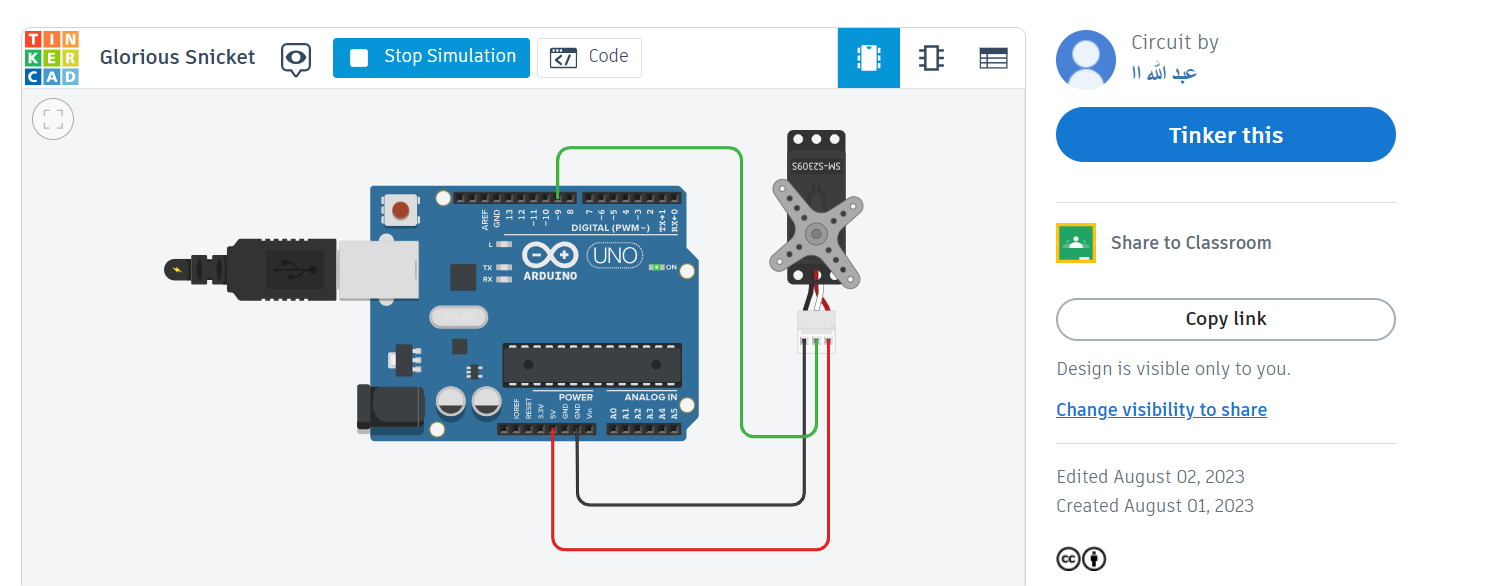 TINKERCAD
Glorious Snicket
Stop Simulation
Code
Circuit by
عبد الله اا
Tinker this
Share to Classroom
Copy link
Design is visible only to you.
Change visibility to share
Edited August 02, 2023
Created August 01, 2023
cc
SM-S2309S
AREF
GND
13
12
~11
~10
~9
8
7
~6
~5
4
~3
2
TX→1
RX←0
DIGITAL (PWM~)
L
TX
RX
UNO
ARDUINO
ON
IOREF
RESET
3.3V
5V
GND
GND
Vin
POWER
ANALOG IN
A0
A1
A2
A3
A4
A5